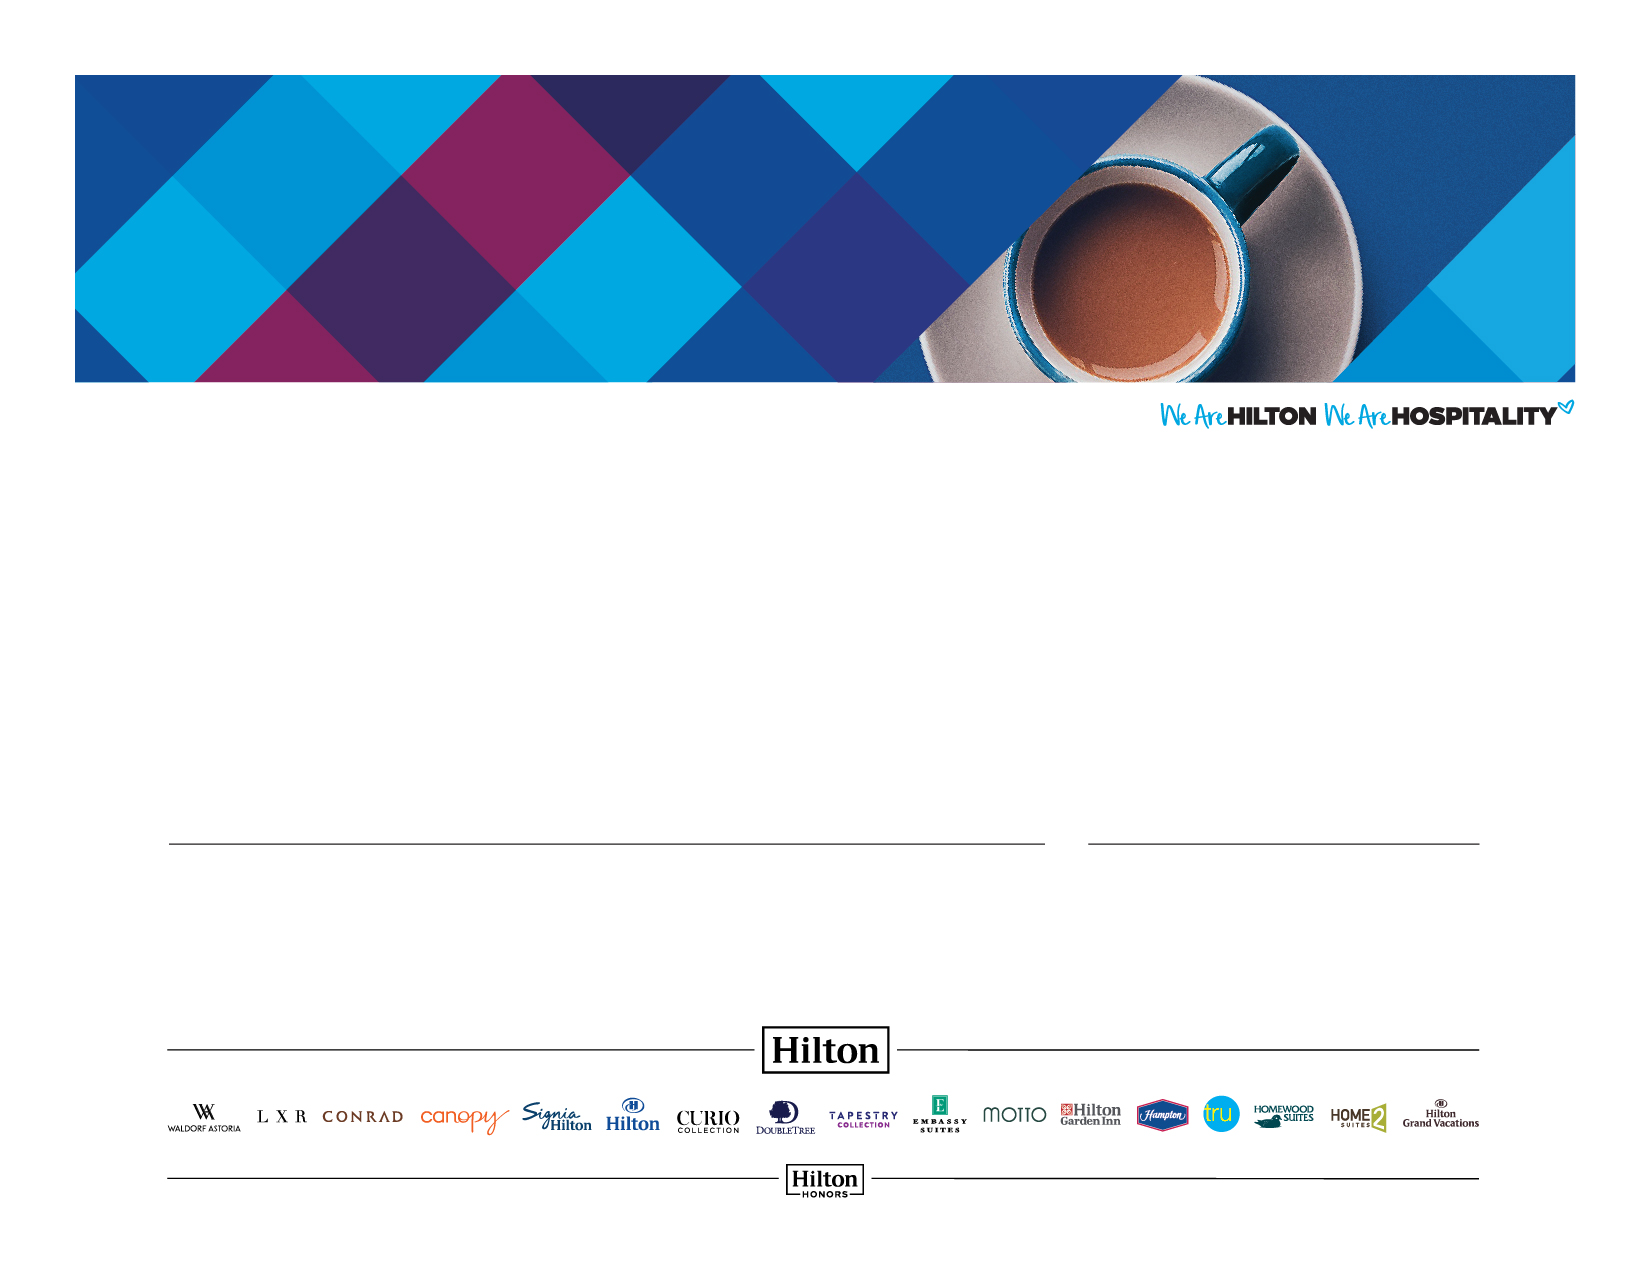 We Are HILTON We Are HOSPITALITY
Hilton
WALDORF ASTORIA
LXR
CONRAD
canopy
Signia
Hilton
Hilton
CURIO
COLLECTION
DOUBLETREE
TAPESTRY
COLLECTION
E
EMBASSY
SUITES
MOTTO
Hilton
Garden Inn
Hampton
tru
HOMEWOOD
SUITES
HOME2
SUITES
Hilton
Grand Vacations
Hilton
HONORS